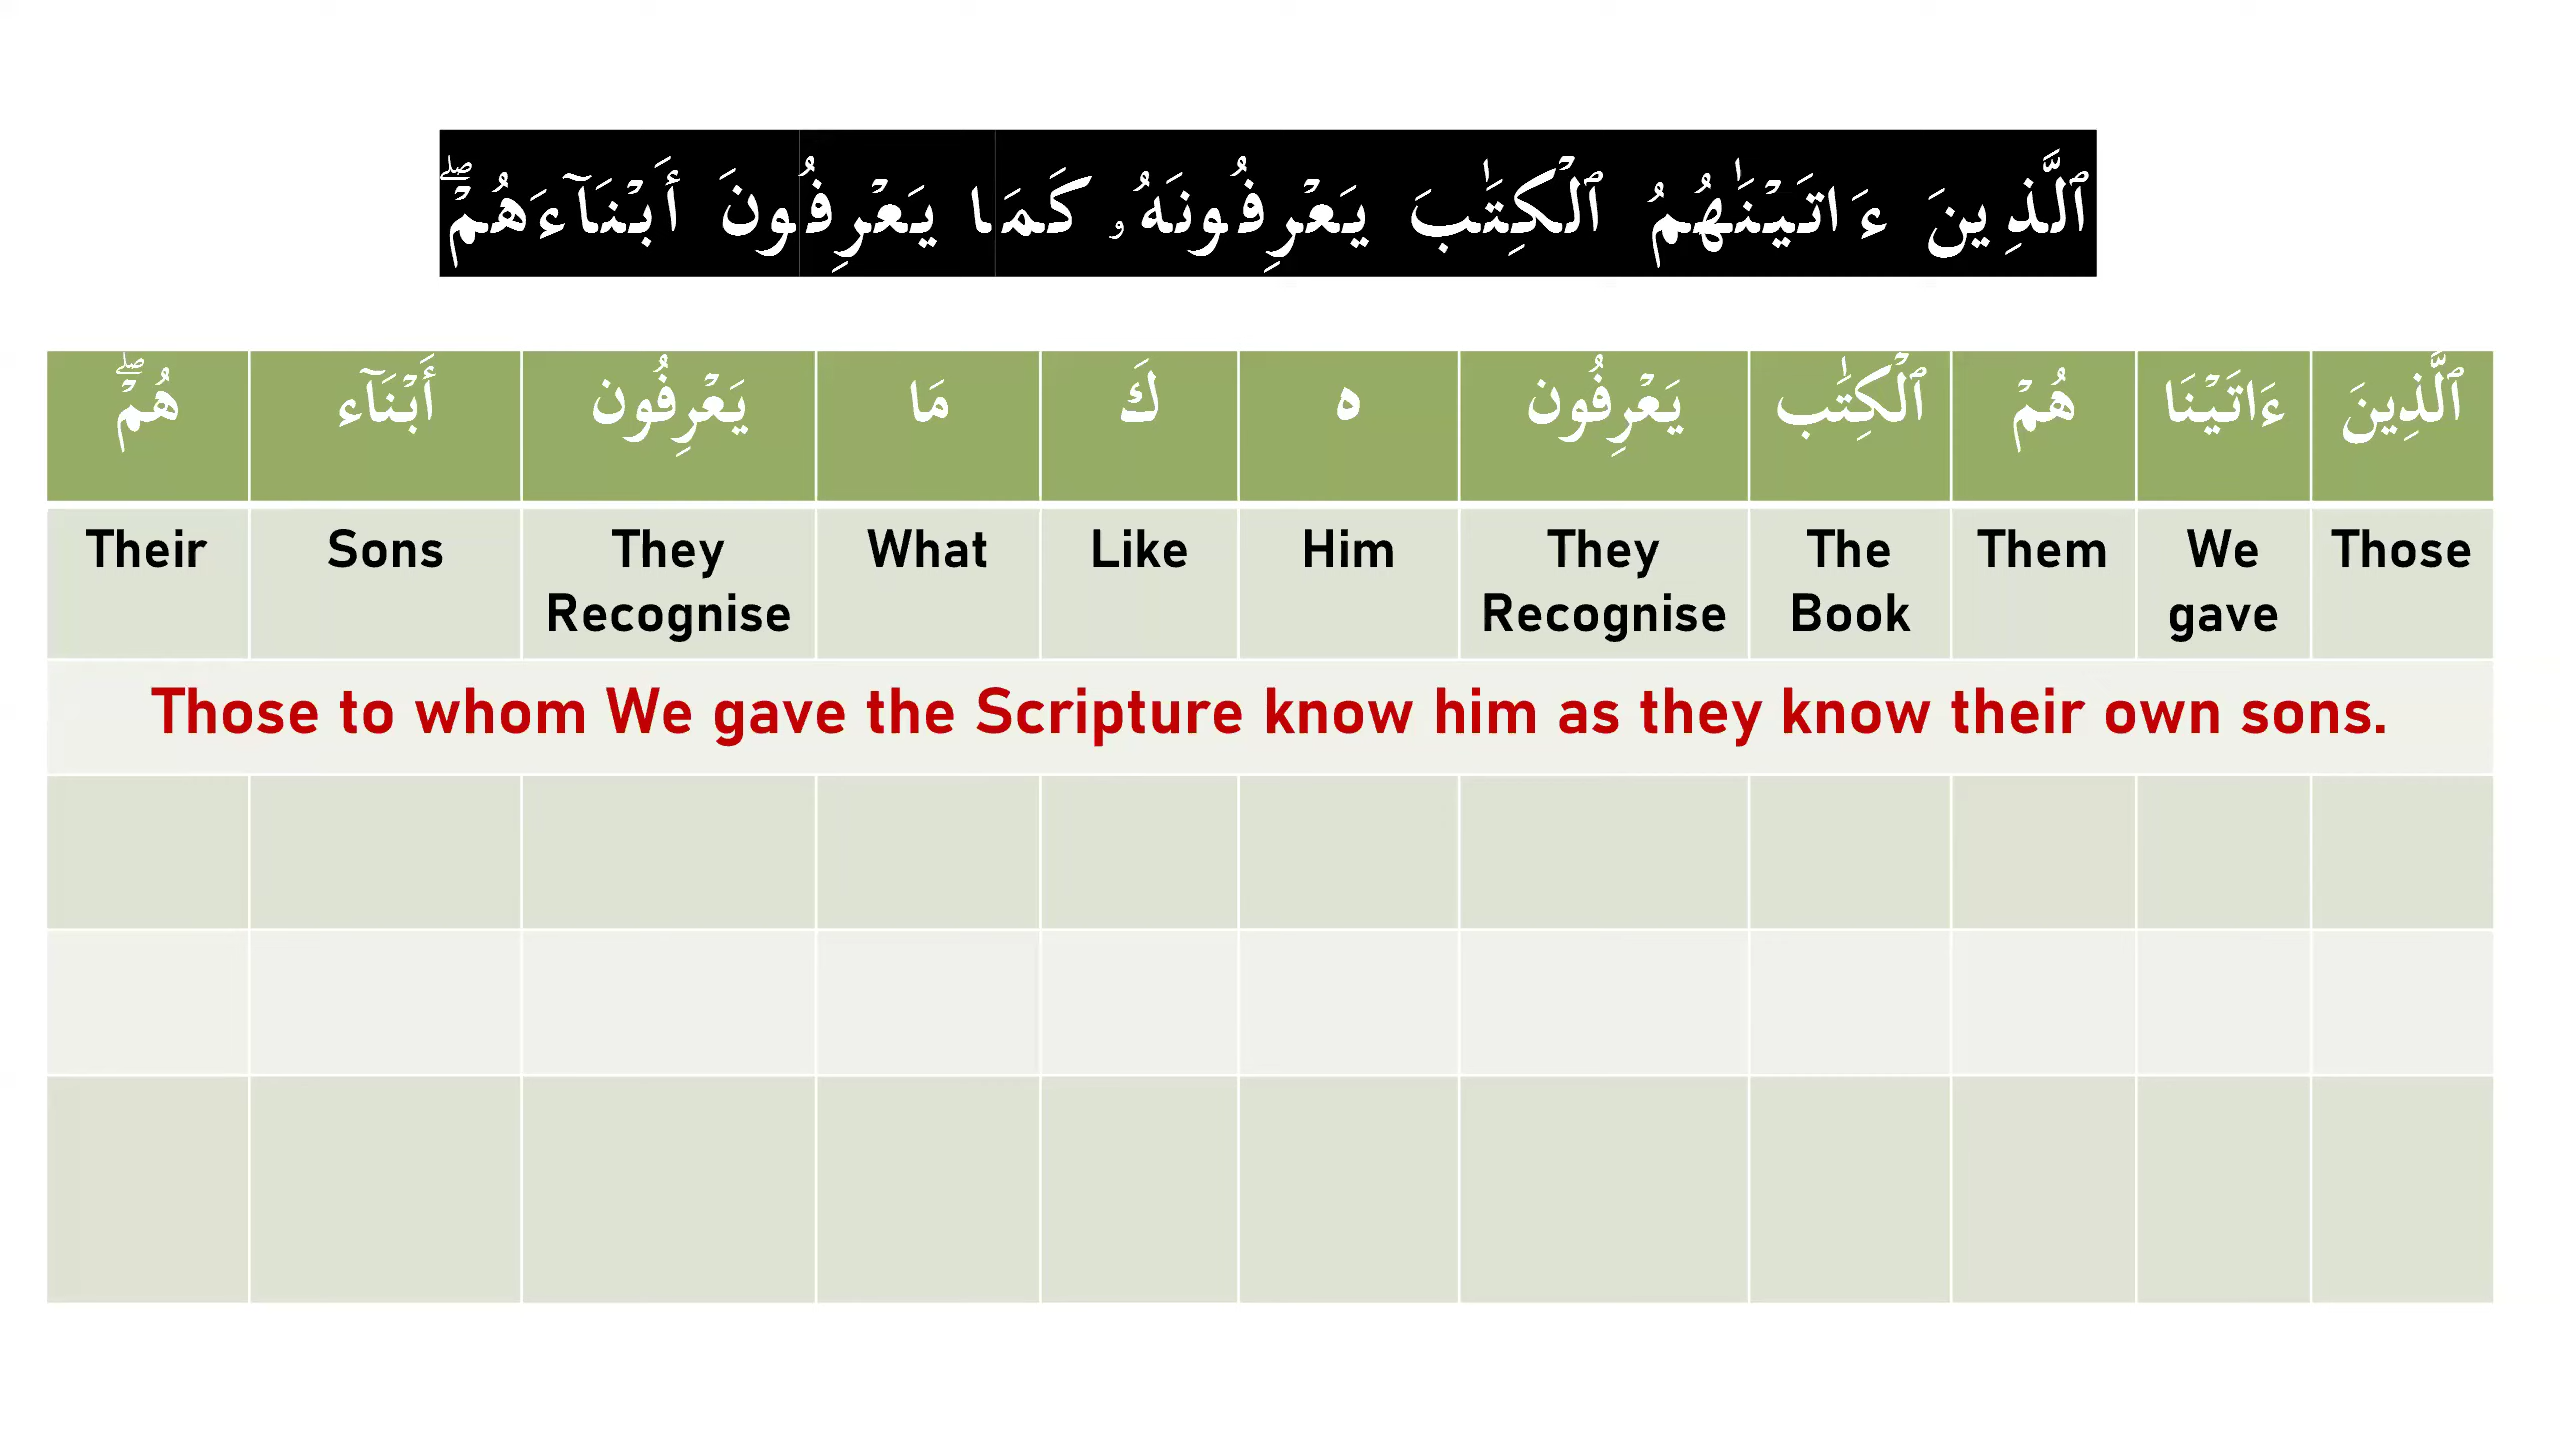 ٱلَّذِينَ ءَاتَيْنَٰهُمُ ٱلْكِتَٰبَ يَعْرِفُونَهُۥ كَمَا يَعْرِفُونَ أَبْنَآءَهُمْ ۖ
ٱلَّذِينَ ءَاتَيْنَا هُمْ ٱلْكِتَٰب يَعْرِفُون ه كَ مَا يَعْرِفُون أَبْنَآء هُمْ ۖ
Those We gave Them The Book They Recognise Him Like What They Recognise Sons Their
Those to whom We gave the Scripture know him as they know their own sons.